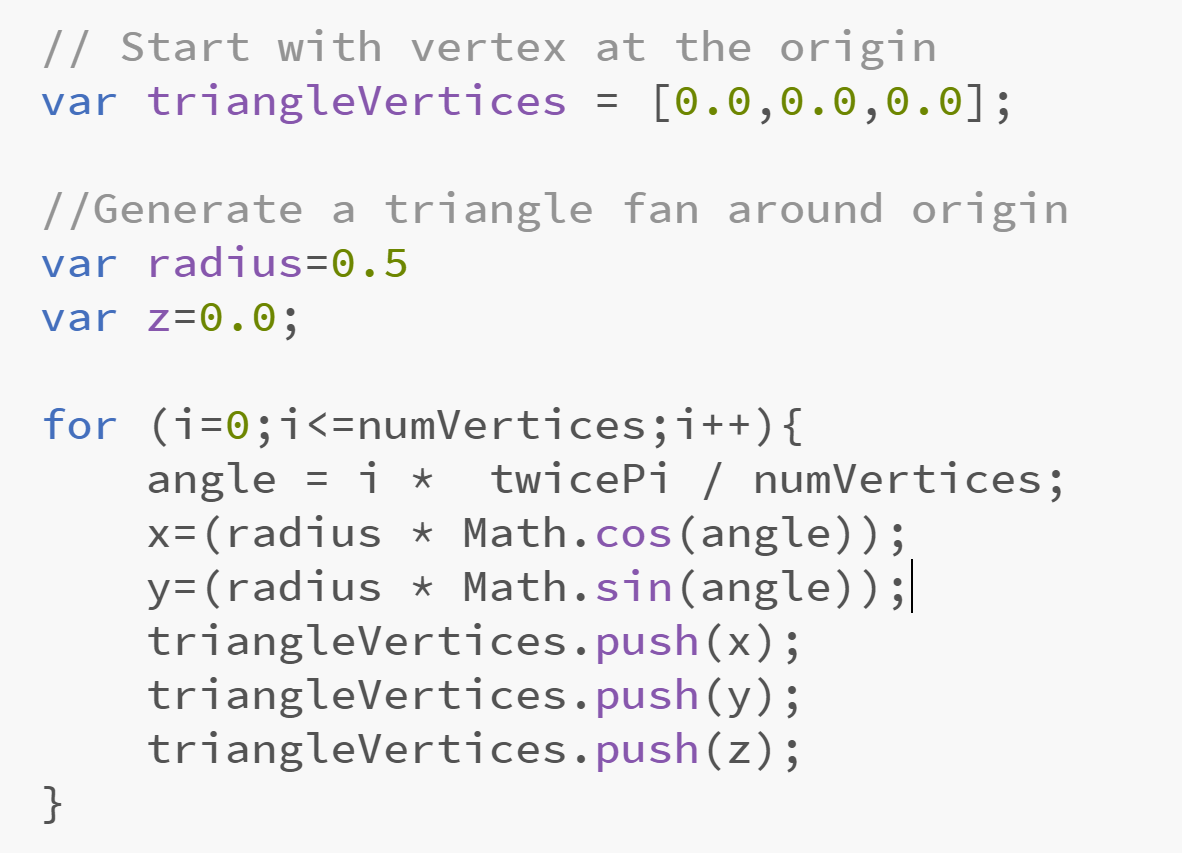 // Start with vertex at the origin
var triangleVertices = [0.0,0.0,0.0];
//Generate a triangle fan around origin
var radius=0.5
var z=0.0;
for (i=0;i<=numVertices;i++){
    angle = i *  twicePi / numVertices;
    x=(radius * Math.cos(angle));
    y=(radius * Math.sin(angle));
    triangleVertices.push(x);
    triangleVertices.push(y);
    triangleVertices.push(z);
}